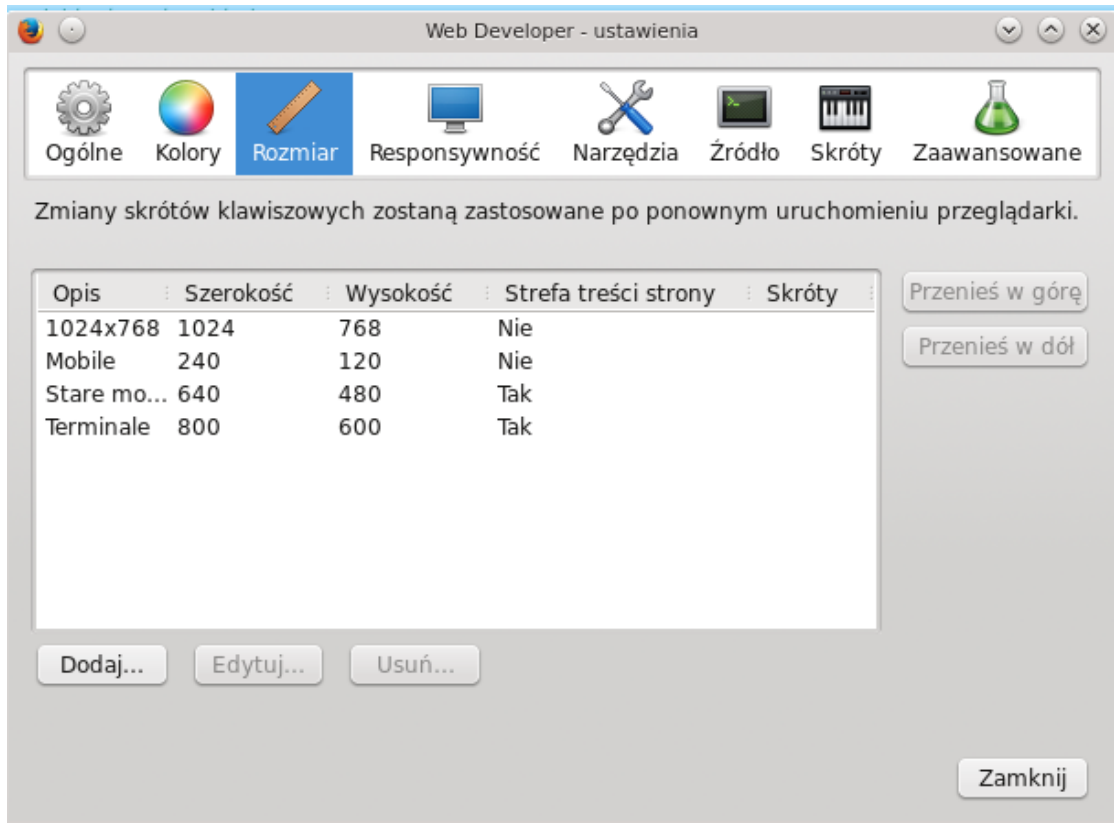 Web Developer - ustawienia
Ogólne Kolory Rozmiar Responsywność Narzędzia Źródło Skróty Zaawansowane
Zmiany skrótów klawiszowych zostaną zastosowane po ponownym uruchomieniu przeglądarki.
Opis Szerokość Wysokość Strefa treści strony Skróty
1024x768 1024 768 Nie
Mobile 240 120 Nie
Stare mo... 640 480 Tak
Terminale 800 600 Tak
Przenieś w górę
Przenieś w dół
Dodaj... Edytuj... Usuń...
Zamknij